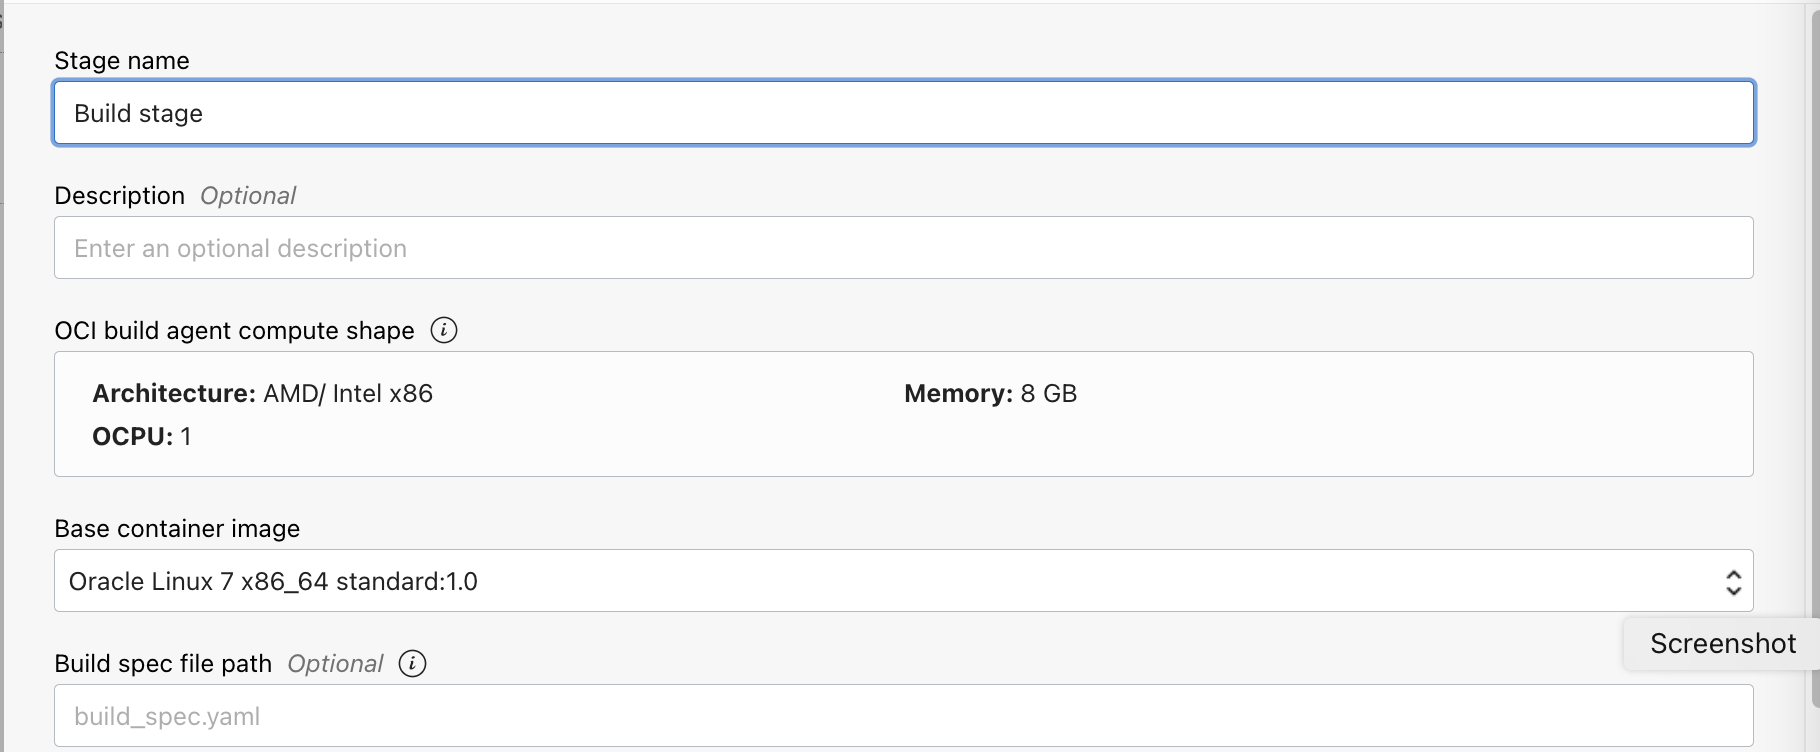 Stage name
Build stage
Description Optional
Enter an optional description
OCI build agent compute shape
Architecture: AMD/ Intel x86 Memory: 8 GB
OCPU: 1
Base container image
Oracle Linux 7 x86_64 standard:1.0
Screenshot
Build spec file path Optional
build_spec.yaml